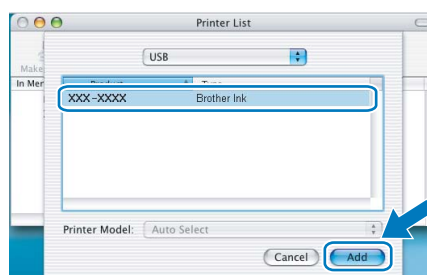 Printer List
USB
Make
In Mer
Product Type
XXX-XXXX Brother Ink
Printer Model: Auto Select
Cancel Add